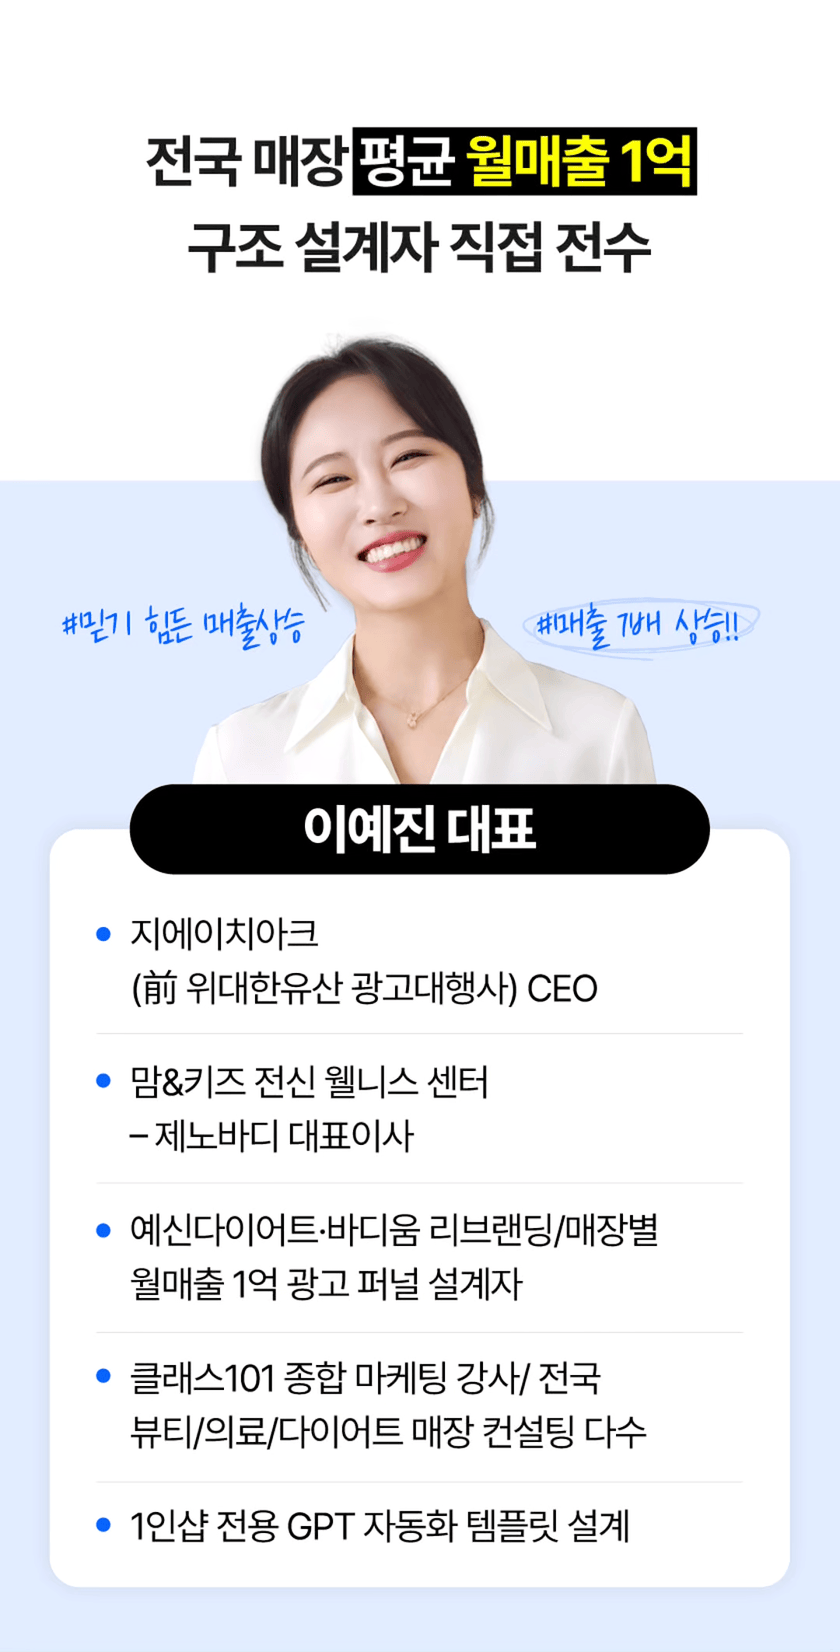 전국 매장 평균 월매출 1억
구조 설계자 직접 전수
#믿기 힘든 매출상승
#매출 7배 상승!!
이예진 대표
지에이치아크
(前 위대한유산 광고대행사) CEO
맘&키즈 전신 웰니스 센터
– 제노바디 대표이사
예신다이어트·바디움 리브랜딩/매장별
월매출 1억 광고 퍼널 설계자
클래스101 종합 마케팅 강사/ 전국
뷰티/의료/다이어트 매장 컨설팅 다수
1인샵 전용 GPT 자동화 템플릿 설계